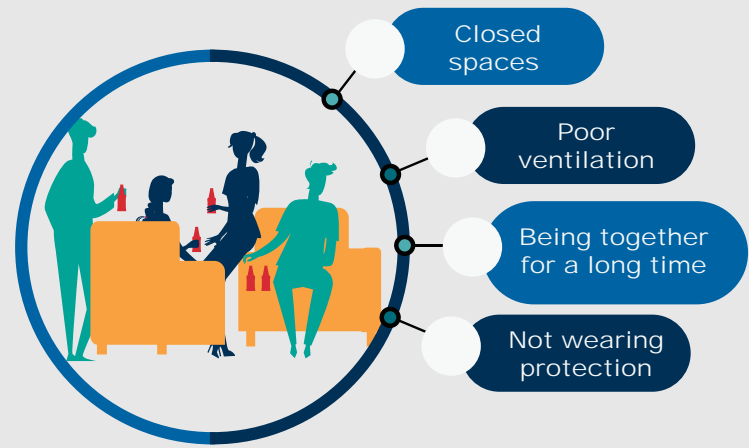 Closed
spaces
Poor
ventilation
Being together
for a long time
Not wearing
protection